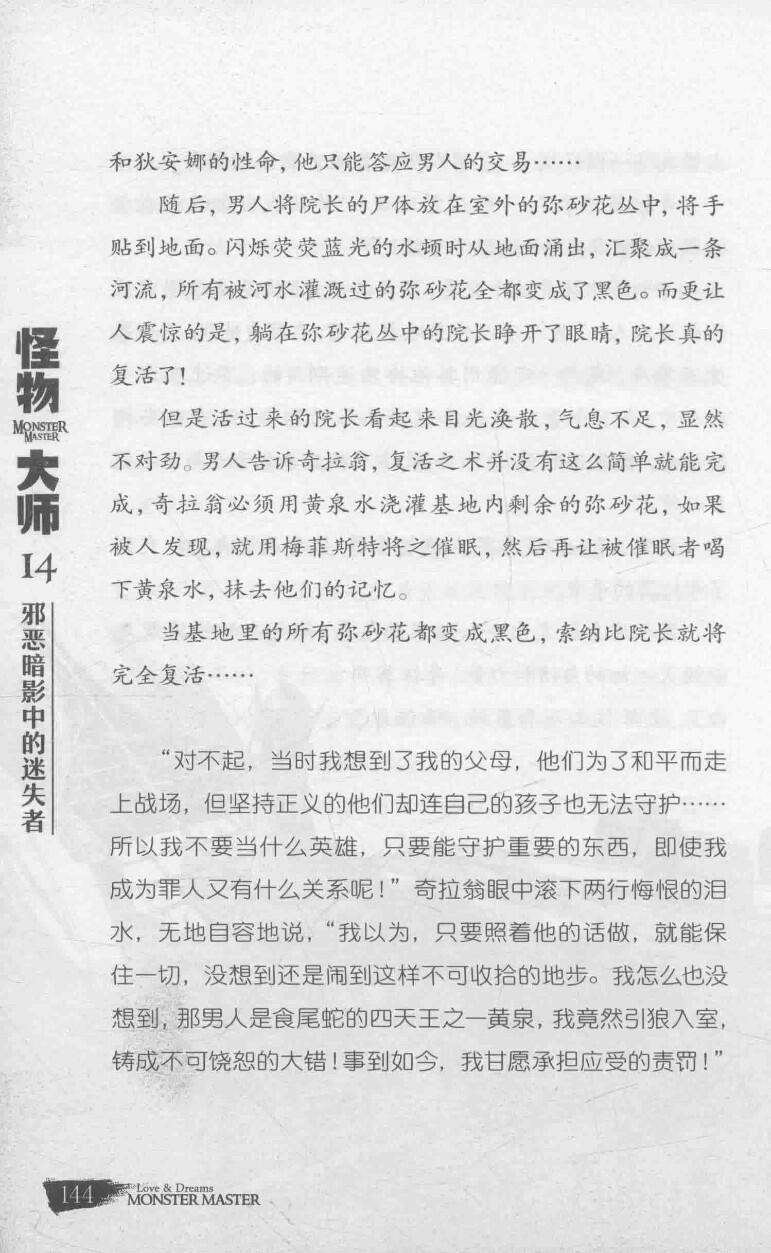 和狄安娜的性命，他只能答应男人的交易……
随后，男人将院长的尸体放在室外的弥砂花丛中，将手
贴到地面。闪烁荧荧蓝光的水顿时从地面涌出，汇聚成一条
河流，所有被河水灌溉过的弥砂花全都变成了黑色。而更让
人震惊的是，躺在弥砂花丛中的院长睁开了眼睛，院长真的
复活了！
但是活过来的院长看起来目光涣散，气息不足，显然
不对劲。男人告诉奇拉翁，复活之术并没有这么简单就能完
成，奇拉翁必须用黄泉水浇灌基地内剩余的弥砂花，如果
被人发现，就用梅菲斯特将之催眠，然后再让被催眠者喝
下黄泉水，抹去他们的记忆。
当基地里的所有弥砂花都变成黑色，索纳比院长就将
完全复活……
“对不起，当时我想到了我的父母，他们为了和平而走
上战场，但坚持正义的他们却连自己的孩子也无法守护……
所以我不要当什么英雄，只要能守护重要的东西，即使我
成为罪人又有什么关系呢！”奇拉翁眼中滚下两行悔恨的泪
水，无地自容地说，“我以为，只要照着他的话做，就能保
住一切，没想到还是闹到这样不可收拾的地步。我怎么也没
想到，那男人是食尾蛇的四天王之一黄泉，我竟然引狼入室，
铸成不可饶恕的大错！事到如今，我甘愿承担应受的责罚！”
怪物
MONSTER
MASTER
大师
14
邪恶暗影中的迷失者
144
Love & Dreams
MONSTER MASTER